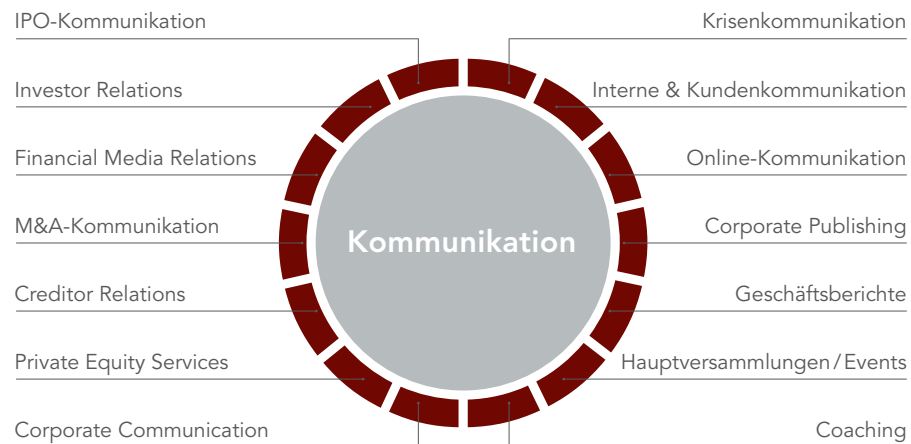 IPO-Kommunikation
Investor Relations
Financial Media Relations
M&A-Kommunikation
Creditor Relations
Private Equity Services
Corporate Communication
Kommunikation
Krisenkommunikation
Interne & Kundenkommunikation
Online-Kommunikation
Corporate Publishing
Geschäftsberichte
Hauptversammlungen / Events
Coaching